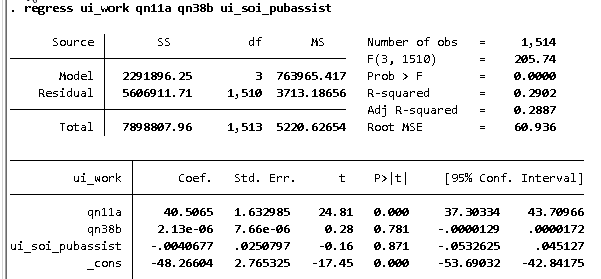 . regress ui_work qn11a qn38b ui_soi_pubassist
Source SS df MS Number of obs = 1,514
F(3, 1510) = 205.74
Model 2291896.25 3 763965.417 Prob > F = 0.0000
Residual 5606911.71 1,510 3713.18656 R-squared = 0.2902
Adj R-squared = 0.2887
Total 7898807.96 1,513 5220.62654 Root MSE = 60.936
ui_work Coef. Std. Err. t P>|t| [95% Conf. Interval]
qn11a 40.5065 1.632985 24.81 0.000 37.30334 43.70966
qn38b 2.13e-06 7.66e-06 0.28 0.781 -.0000129 .0000172
ui_soi_pubassist -.0040677 .0250797 -0.16 0.871 -.0532625 .045127
_cons -48.26604 2.765325 -17.45 0.000 -53.69032 -42.84175